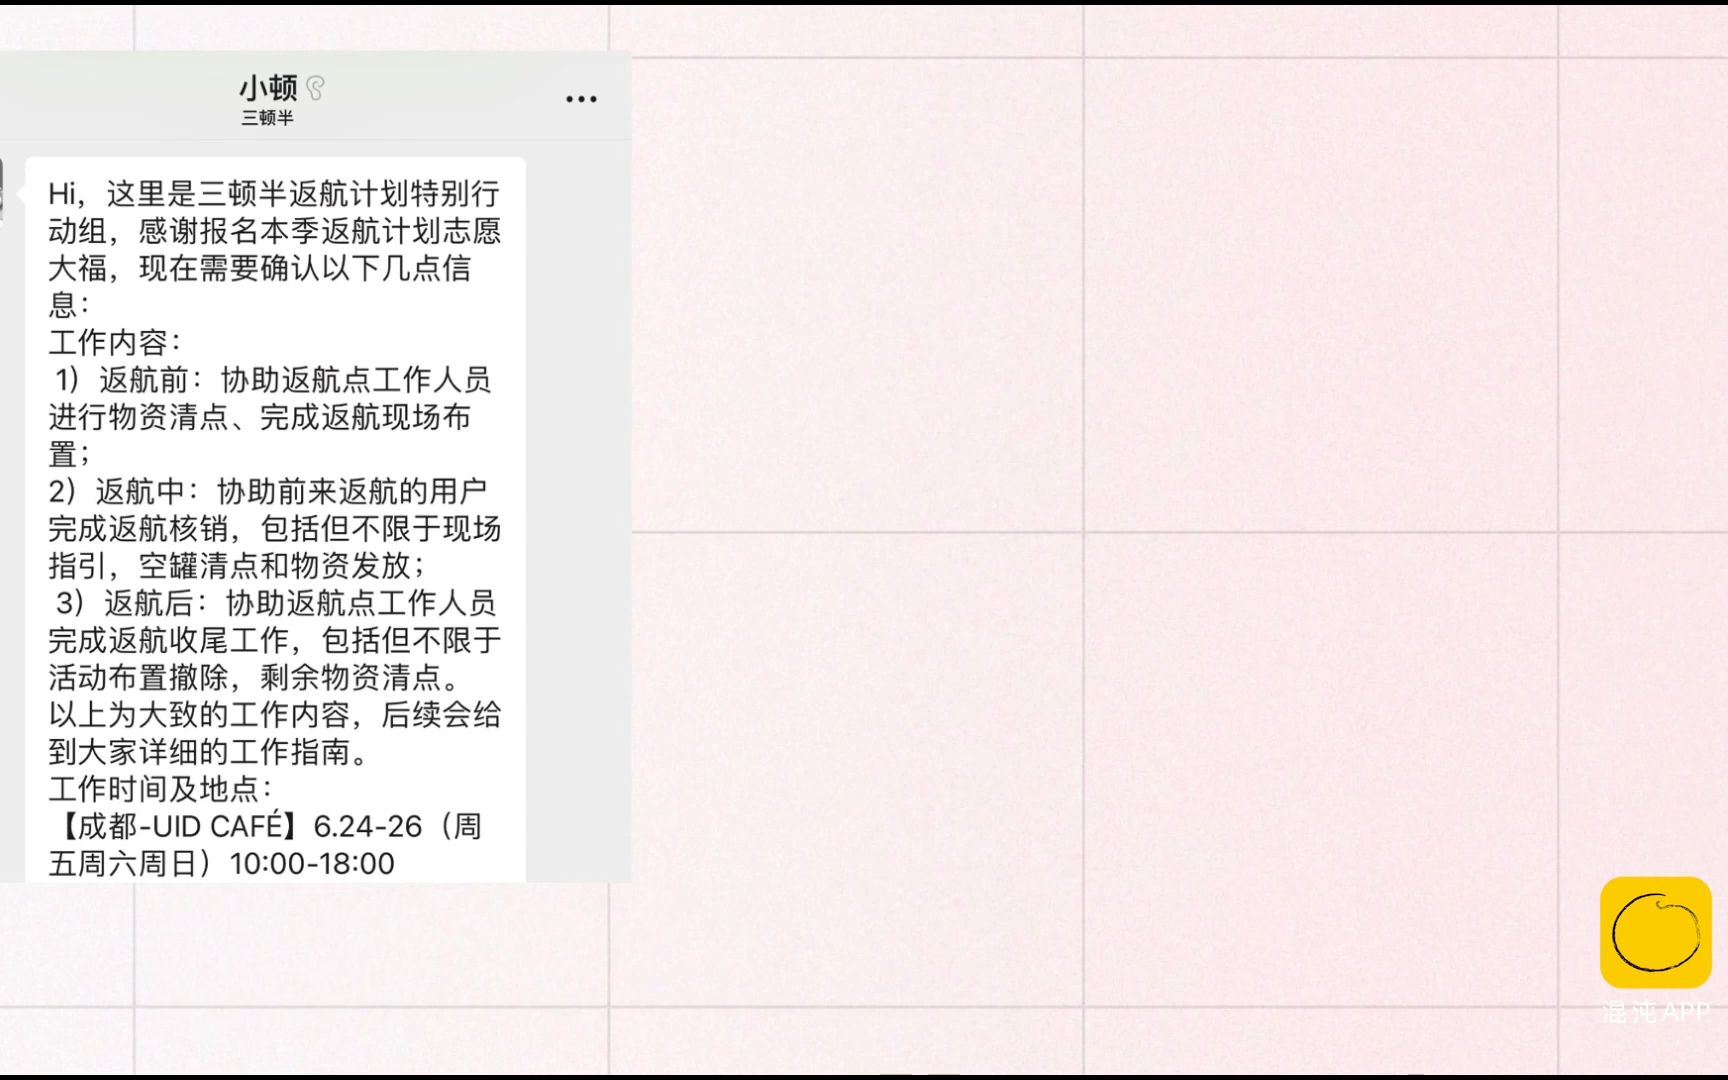 小顿
三顿半
Hi，这里是三顿半返航计划特别行
动组，感谢报名本季返航计划志愿
大福，现在需要确认以下几点信
息：
工作内容：
1）返航前：协助返航点工作人员
进行物资清点、完成返航现场布
置；
2）返航中：协助前来返航的用户
完成返航核销，包括但不限于现场
指引，空罐清点和物资发放；
3）返航后：协助返航点工作人员
完成返航收尾工作，包括但不限于
活动布置撤除，剩余物资清点。
以上为大致的工作内容，后续会给
到大家详细的工作指南。
工作时间及地点：
【成都-UID CAFÉ】6.24-26（周
五周六周日）10:00-18:00
混沌APP